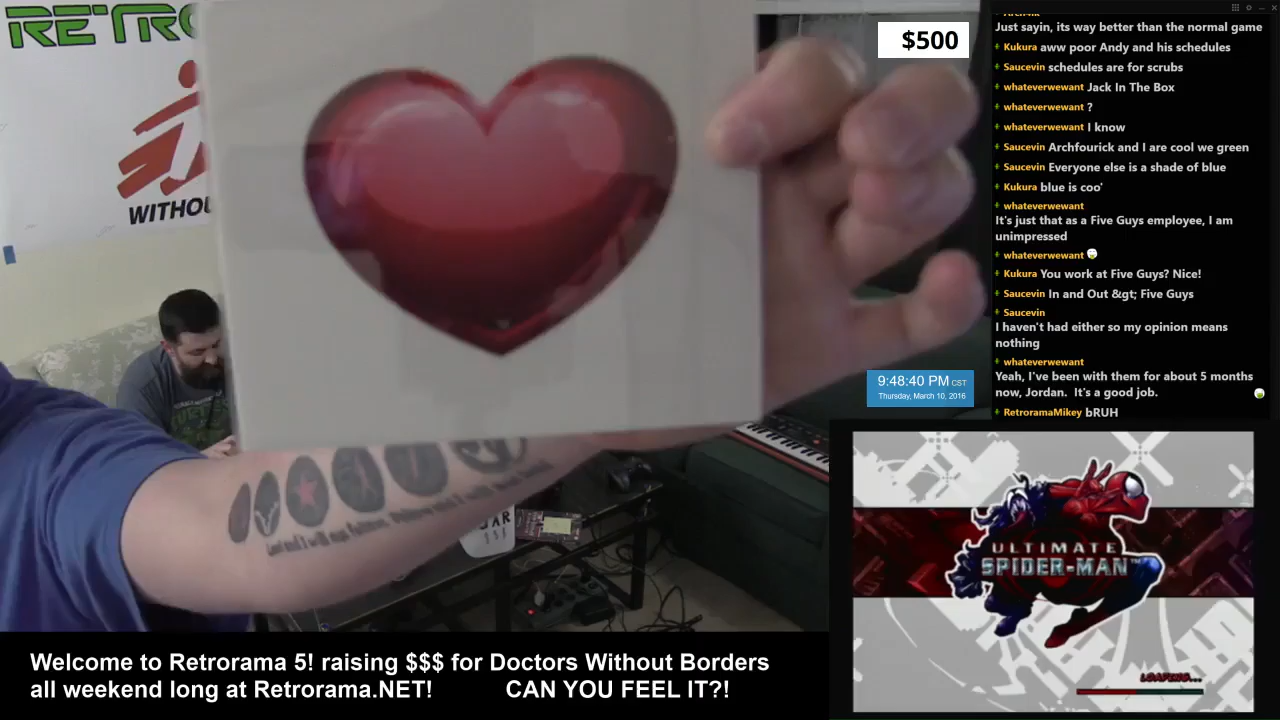 RETRO
WITHOU
$500
9:48:40 PM CST
Thursday, March 10, 2016
Just sayin, its way better than the normal game
Kukura aww poor Andy and his schedules
Saucevin schedules are for scrubs
whateverwewant Jack In The Box
whateverwewant ?
whateverwewant I know
Saucevin Archfourick and I are cool we green
Saucevin Everyone else is a shade of blue
Kukura blue is coo'
whateverwewant
It's just that as a Five Guys employee, I am
unimpressed
whateverwewant
Kukura You work at Five Guys? Nice!
Saucevin In and Out &gt; Five Guys
Saucevin
I haven't had either so my opinion means
nothing
whateverwewant
Yeah, I've been with them for about 5 months
now, Jordan. It's a good job.
RetroramaMikey bRUH
ULTIMATE
SPIDER-MAN™
LOADING...
Welcome to Retrorama 5! raising $$$ for Doctors Without Borders
all weekend long at Retrorama.NET! CAN YOU FEEL IT?!